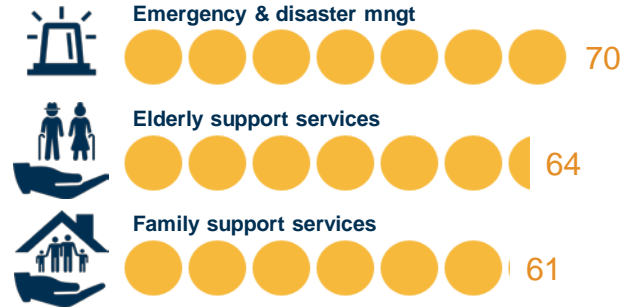 Emergency & disaster mngt
70
Elderly support services
64
Family support services
61